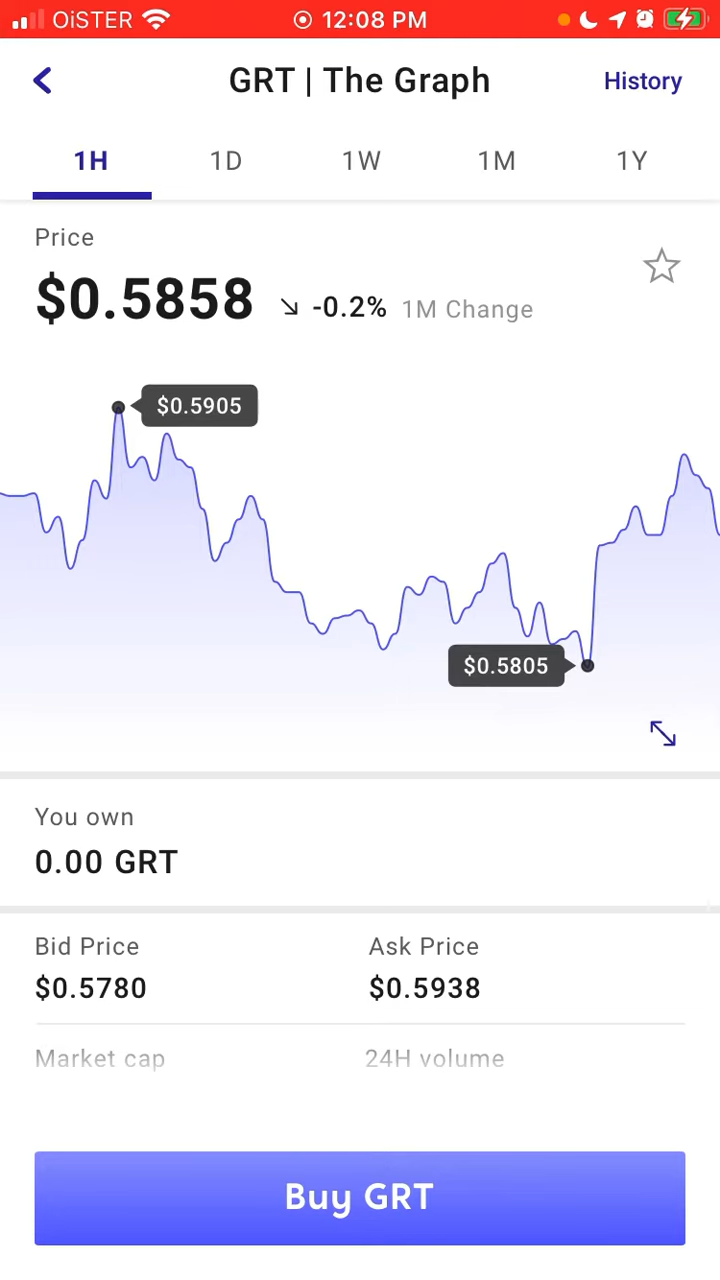 OiSTER 12:08 PM
GRT | The Graph History
1H 1D 1W 1M 1Y
Price
$0.5858 -0.2% 1M Change
$0.5905
$0.5805
You own
0.00 GRT
Bid Price Ask Price
$0.5780 $0.5938
Market cap 24H volume
Buy GRT